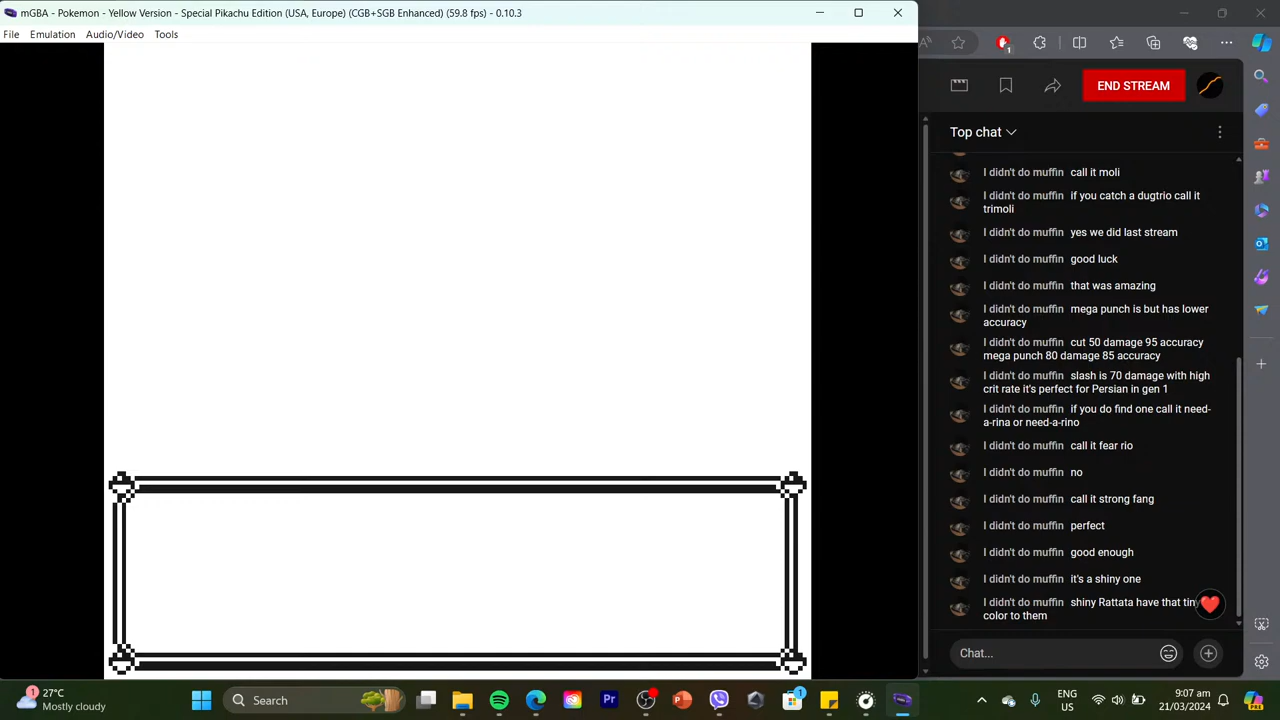 mGBA - Pokemon - Yellow Version - Special Pikachu Edition (USA, Europe) (CGB+SGB Enhanced) (59.8 fps) - 0.10.3
File Emulation Audio/Video Tools
1
END STREAM
Top chat
I didn't do muffin call it moli
I didn't do muffin if you catch a dugtrio call it
trimoli
I didn't do muffin yes we did last stream
I didn't do muffin good luck
I didn't do muffin that was amazing
I didn't do muffin mega punch is but has lower
accuracy
I didn't do muffin cut 50 damage 95 accuracy
mega punch 80 damage 85 accuracy
I didn't do muffin slash is 70 damage with high
crit rate it's perfect for Persian in gen 1
I didn't do muffin if you do find one call it need-
a-rina or need-a-rino
I didn't do muffin call it fear rio
I didn't do muffin no
I didn't do muffin call it strong fang
I didn't do muffin perfect
I didn't do muffin good enough
I didn't do muffin it's a shiny one
I didn't do muffin shiny Rattata have that tiny
color to them
Chat...
1
27°C
Mostly cloudy
Search
Pr
1
ENG
US
9:07 am
21/03/2024